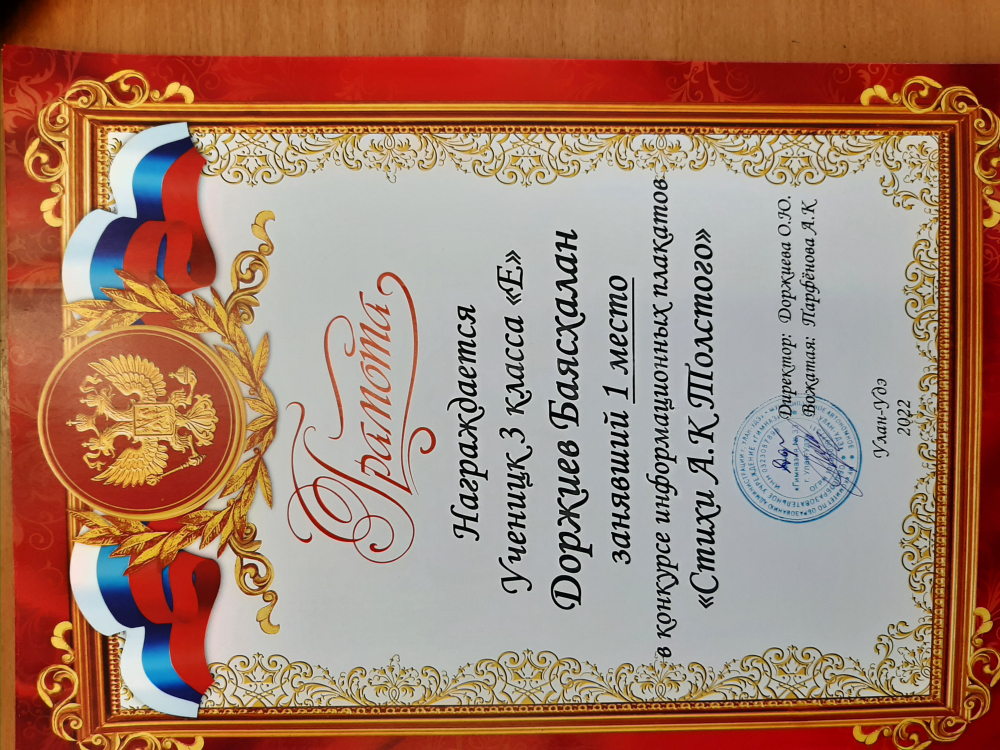 Грамота
Награждается
Ученик 3 класса «Е»
Доржиев Баясхалан
занявший 1 место
в конкурсе информационных плакатов
«Стихи А.К.Толстого»
Директор: Доржиева О.Ю.
Вожатая: Парфёнова А.К
Улан-Удэ
2022